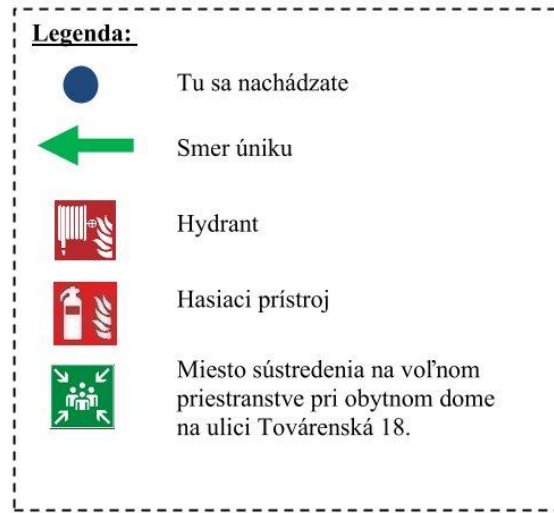 Legenda:
Tu sa nachádzate
Smer úniku
Hydrant
Hasiaci prístroj
Miesto sústredenia na voľnom
priestranstve pri obytnom dome
na ulici Továrenská 18.